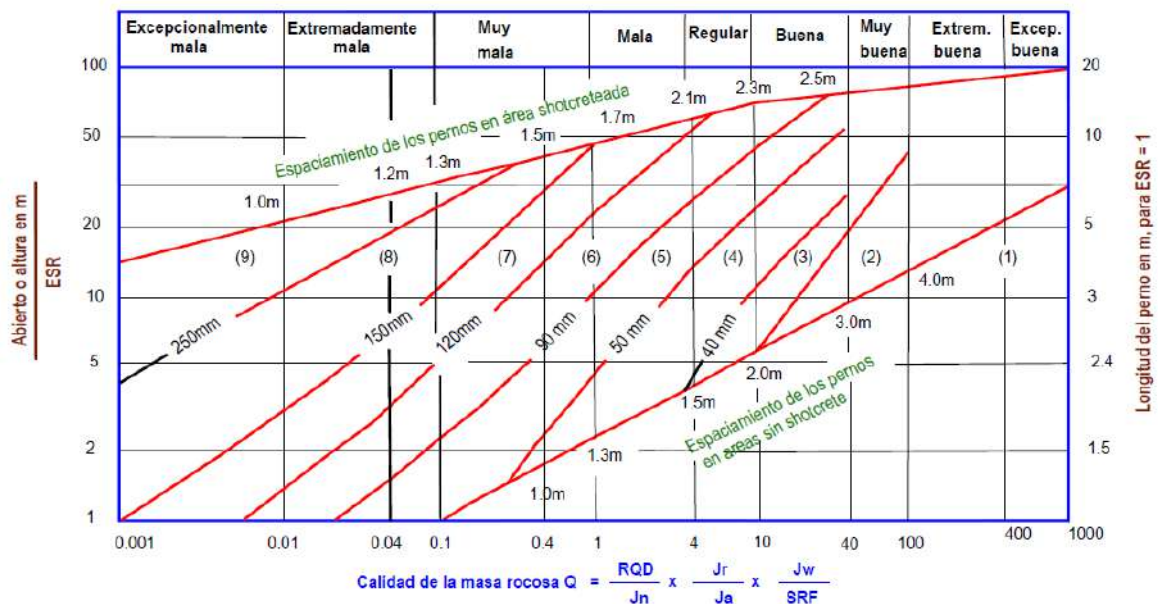 Excepcionalmente mala
Extremadamente mala
Muy mala
Mala
Regular
Buena
Muy buena
Extrem. buena
Excep. buena
100
50
20
10
5
2
1
Abierto o altura en m
ESR
20
10
5
3
2.4
1.5
Longitud del perno en m, para ESR = 1
Espaciamiento de los pernos en área shotcreteada
1.0m
1.2m
1.3m
1.5m
1.7m
2.1m
2.3m
2.5m
(9)
(8)
(7)
(6)
(5)
(4)
(3)
(2)
(1)
250mm
150mm
120mm
90 mm
50 mm
40 mm
4.0m
3.0m
2.0m
1.5m
1.3m
1.0m
Espaciamiento de los pernos
en areas sin shotcrete
0.001
0.01
0.04
0.1
0.4
1
4
10
40
100
400
1000
Calidad de la masa rocosa Q = RQD/Jn x Jr/Ja x Jw/SRF